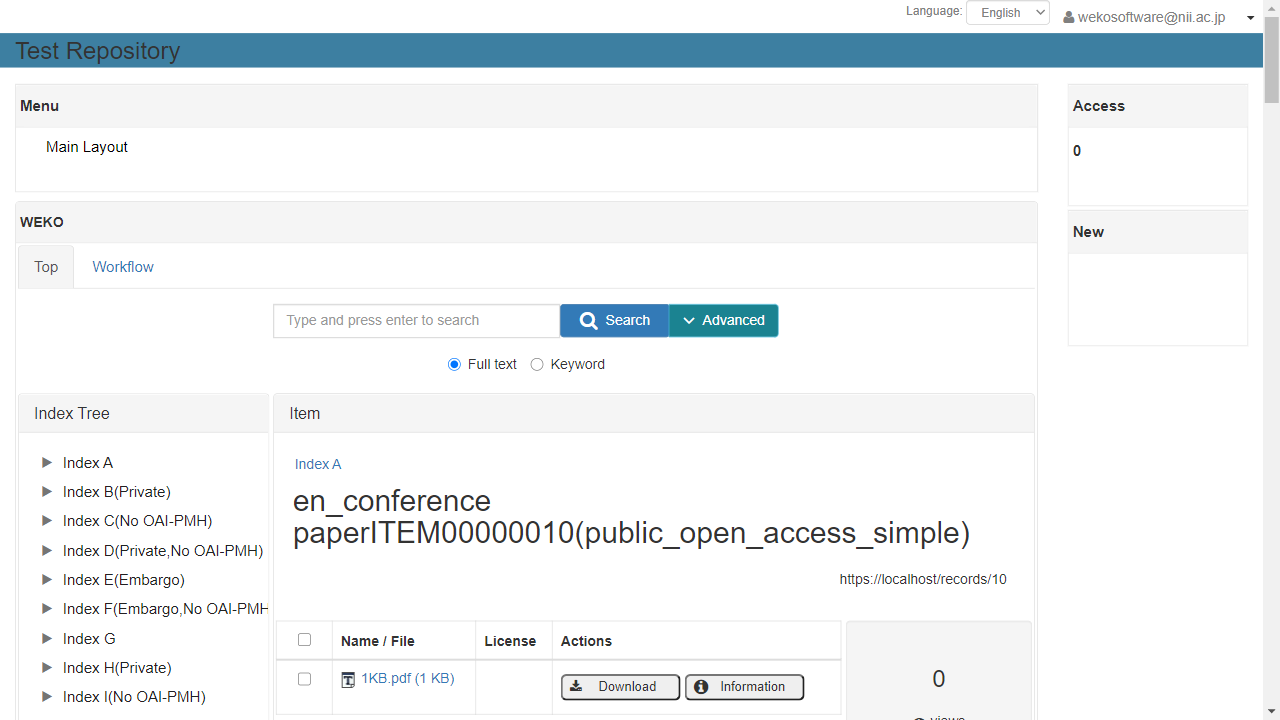 Language: English wekosoftware@nii.ac.jp
Test Repository
Menu
Main Layout
Access
0
New
WEKO
Top Workflow
Type and press enter to search Search Advanced
Full text Keyword
Index Tree
Index A
Index B(Private)
Index C(No OAI-PMH)
Index D(Private,No OAI-PMH)
Index E(Embargo)
Index F(Embargo,No OAI-PMH
Index G
Index H(Private)
Index I(No OAI-PMH)
Item
Index A
en_conference
paperITEM00000010(public_open_access_simple)
https://localhost/records/10
Name / File License Actions
1KB.pdf (1 KB) Download Information
0
views